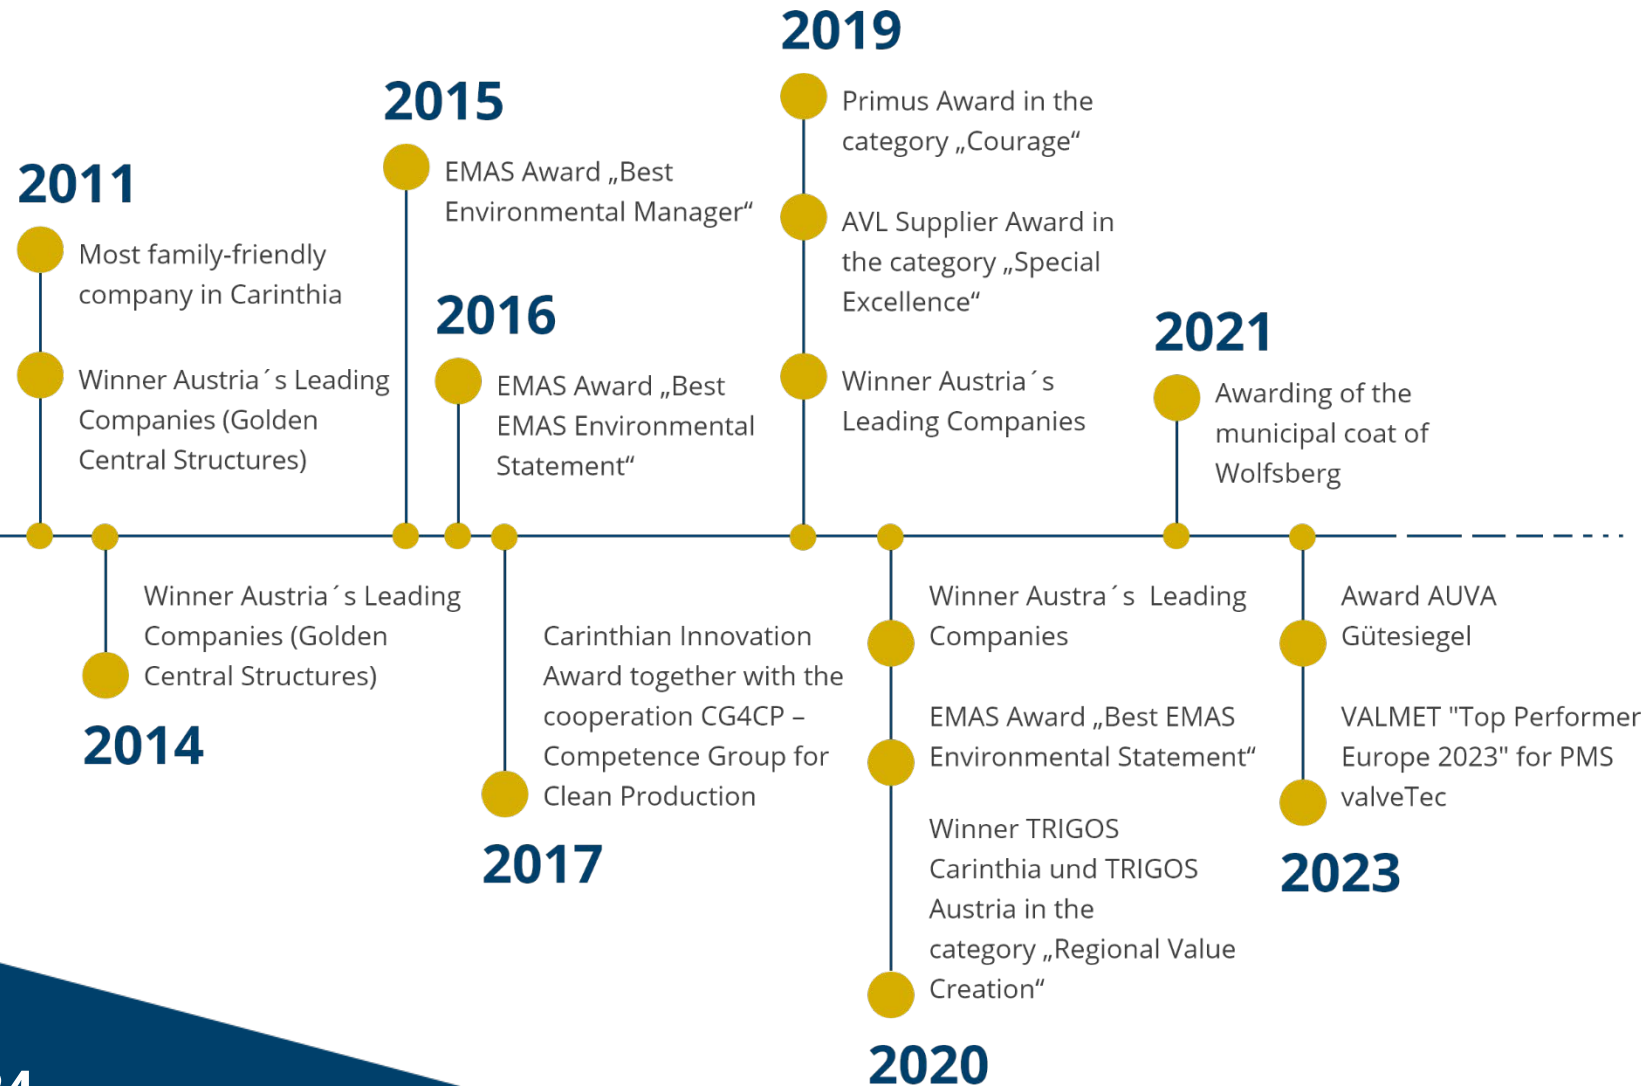 2011
Most family-friendly
company in Carinthia
Winner Austria´s Leading
Companies (Golden
Central Structures)
2014
Winner Austria´s Leading
Companies (Golden
Central Structures)
2015
EMAS Award „Best
Environmental Manager“
2016
EMAS Award „Best
EMAS Environmental
Statement“
2017
Carinthian Innovation
Award together with the
cooperation CG4CP –
Competence Group for
Clean Production
2019
Primus Award in the
category „Courage“
AVL Supplier Award in
the category „Special
Excellence“
Winner Austria´s
Leading Companies
2020
Winner Austra´s Leading
Companies
EMAS Award „Best EMAS
Environmental Statement“
Winner TRIGOS
Carinthia und TRIGOS
Austria in the
category „Regional Value
Creation“
2021
Awarding of the
municipal coat of
Wolfsberg
2023
Award AUVA
Gütesiegel
VALMET "Top Performer
Europe 2023" for PMS
valveTec